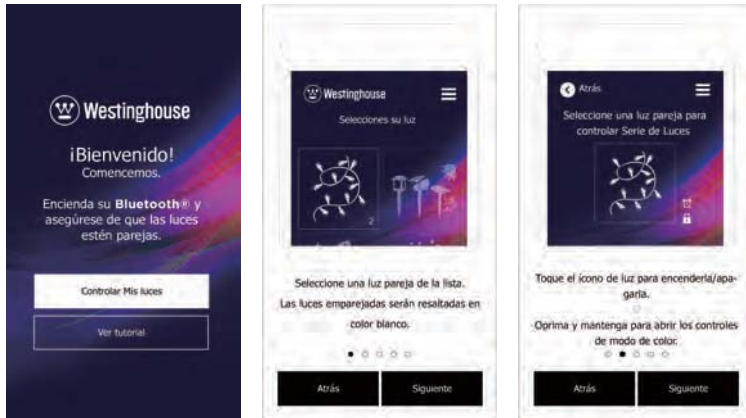 Westinghouse
¡Bienvenido!
Comencemos.
Encienda su Bluetooth® y
asegúrese de que las luces
estén parejas.
Controlar Mis luces
Ver tutorial
Westinghouse
Selecciones su luz
2
Seleccione una luz pareja de la lista.
Las luces emparejadas serán resaltadas en
color blanco.
Atrás
Siguiente
Atrás
Seleccione una luz pareja para
controlar Serie de Luces
Toque el ícono de luz para encenderla/apa-
garla.
Oprima y mantenga para abrir los controles
de modo de color.
Atrás
Siguiente